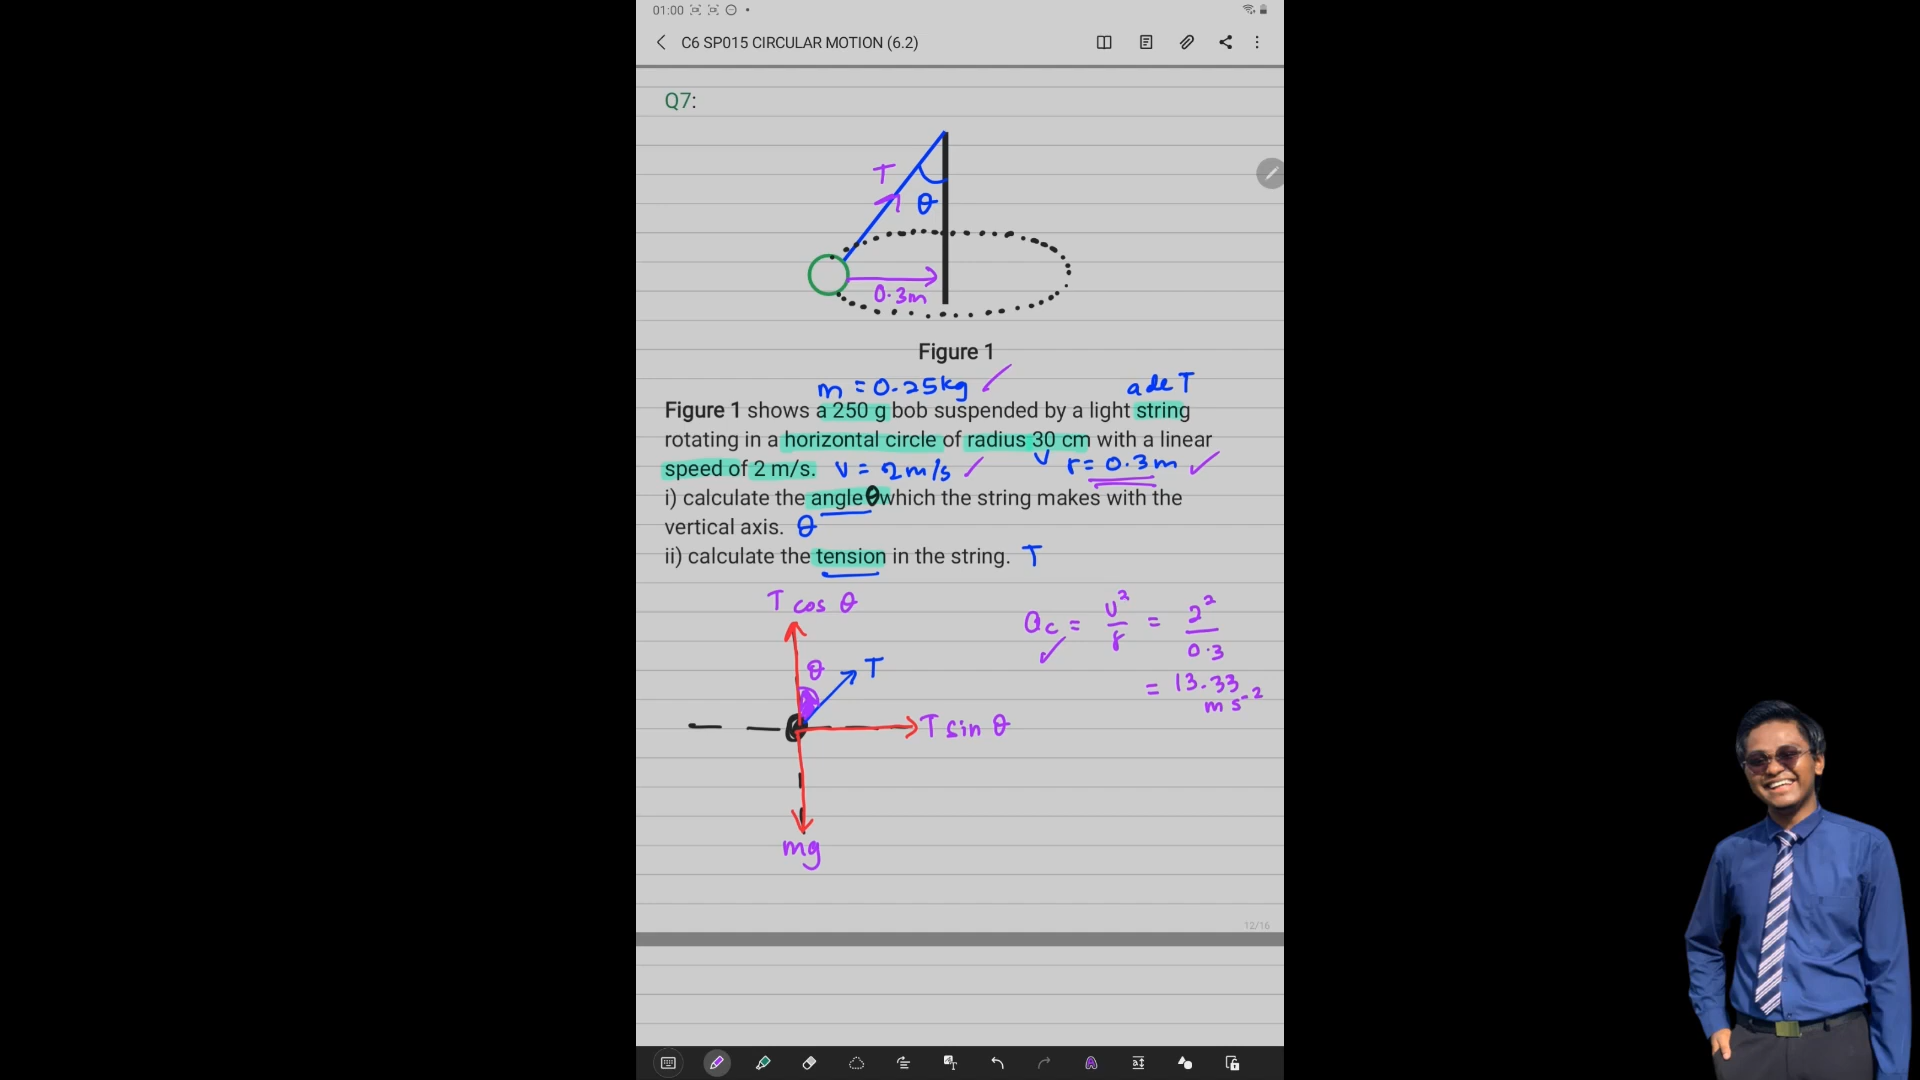 01:00
C6 SP015 CIRCULAR MOTION (6.2)
Q7:
T
θ
0.3m
Figure 1
m = 0.25kg
ade T
Figure 1 shows a 250 g bob suspended by a light string
rotating in a horizontal circle of radius 30 cm with a linear
speed of 2 m/s. v = 2m/s r = 0.3m
i) calculate the angle θ which the string makes with the
vertical axis. θ
ii) calculate the tension in the string. T
T cos θ
ac = v²/r = 2²/0.3
θ T
= 13.33
m s⁻²
T sin θ
mg
12/16